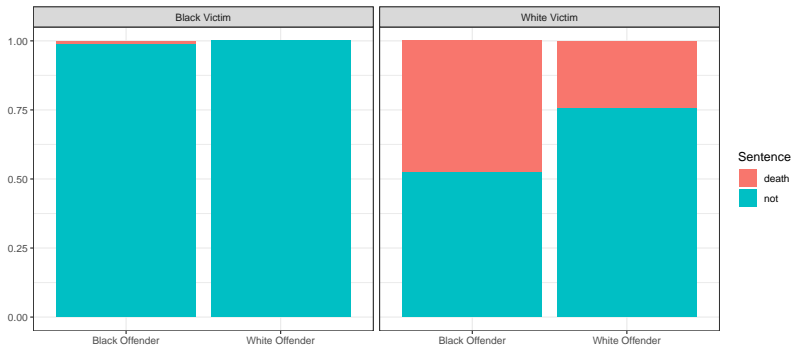 Black Victim
White Victim
1.00
0.75
0.50
0.25
0.00
Black Offender
White Offender
Black Offender
White Offender
Sentence
death
not